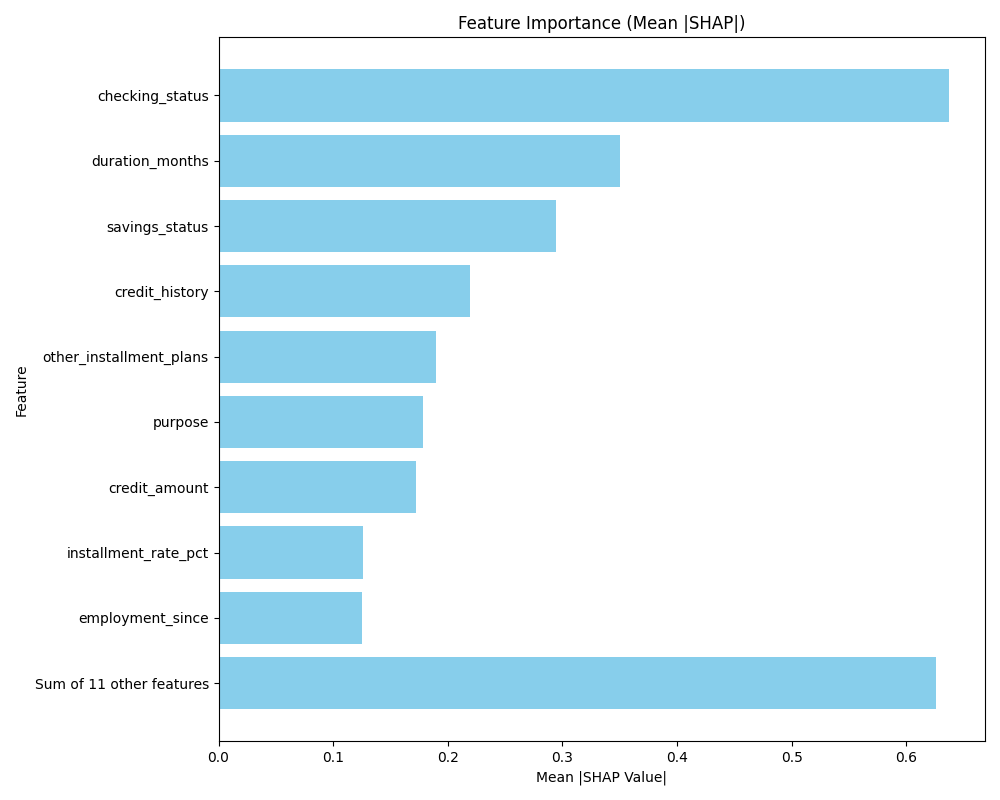 Feature Importance (Mean |SHAP|)
checking_status
duration_months
savings_status
credit_history
other_installment_plans
purpose
credit_amount
installment_rate_pct
employment_since
Sum of 11 other features
Feature
0.0 0.1 0.2 0.3 0.4 0.5 0.6
Mean |SHAP Value|